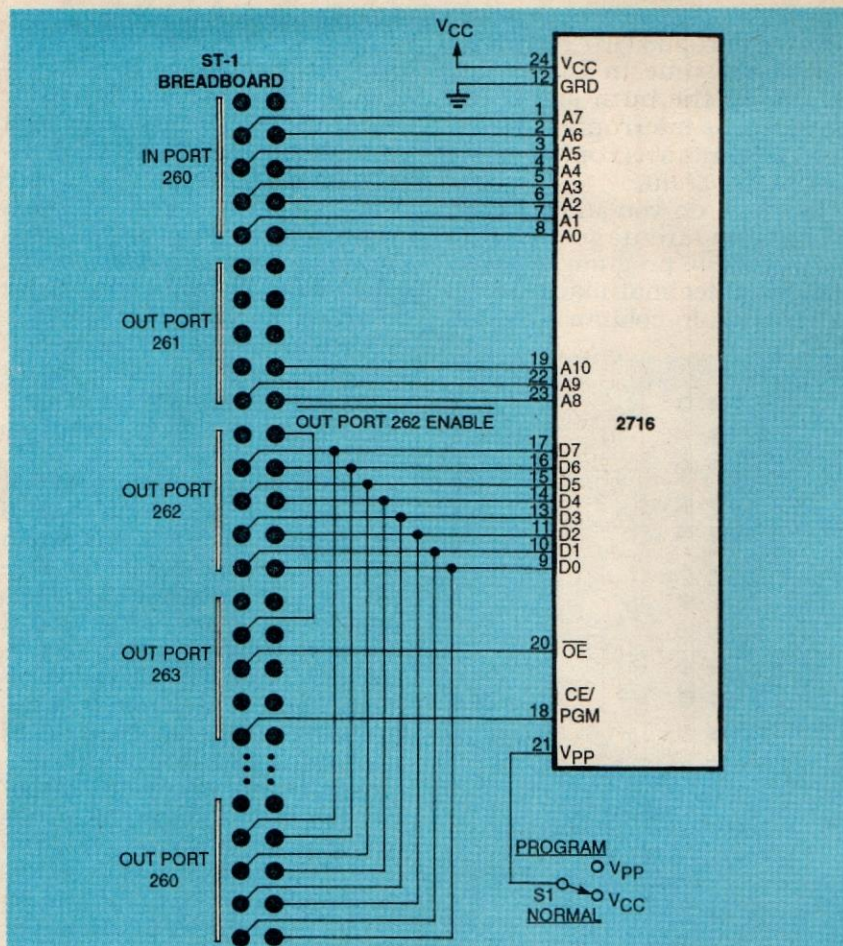 VCC
ST-1
BREADBOARD
24
VCC
12
GRD
1
A7
2
A6
IN PORT
260
3
A5
4
A4
5
A3
6
A2
7
A1
8
A0
OUT PORT
261
19
A10
22
A9
23
A8
OUT PORT 262 ENABLE
2716
17
D7
16
D6
OUT PORT
262
15
D5
14
D4
13
D3
11
D2
10
D1
9
D0
OUT PORT
263
20
OE
CE/
18
PGM
21
VPP
OUT PORT
260
PROGRAM
VPP
S1
VCC
NORMAL